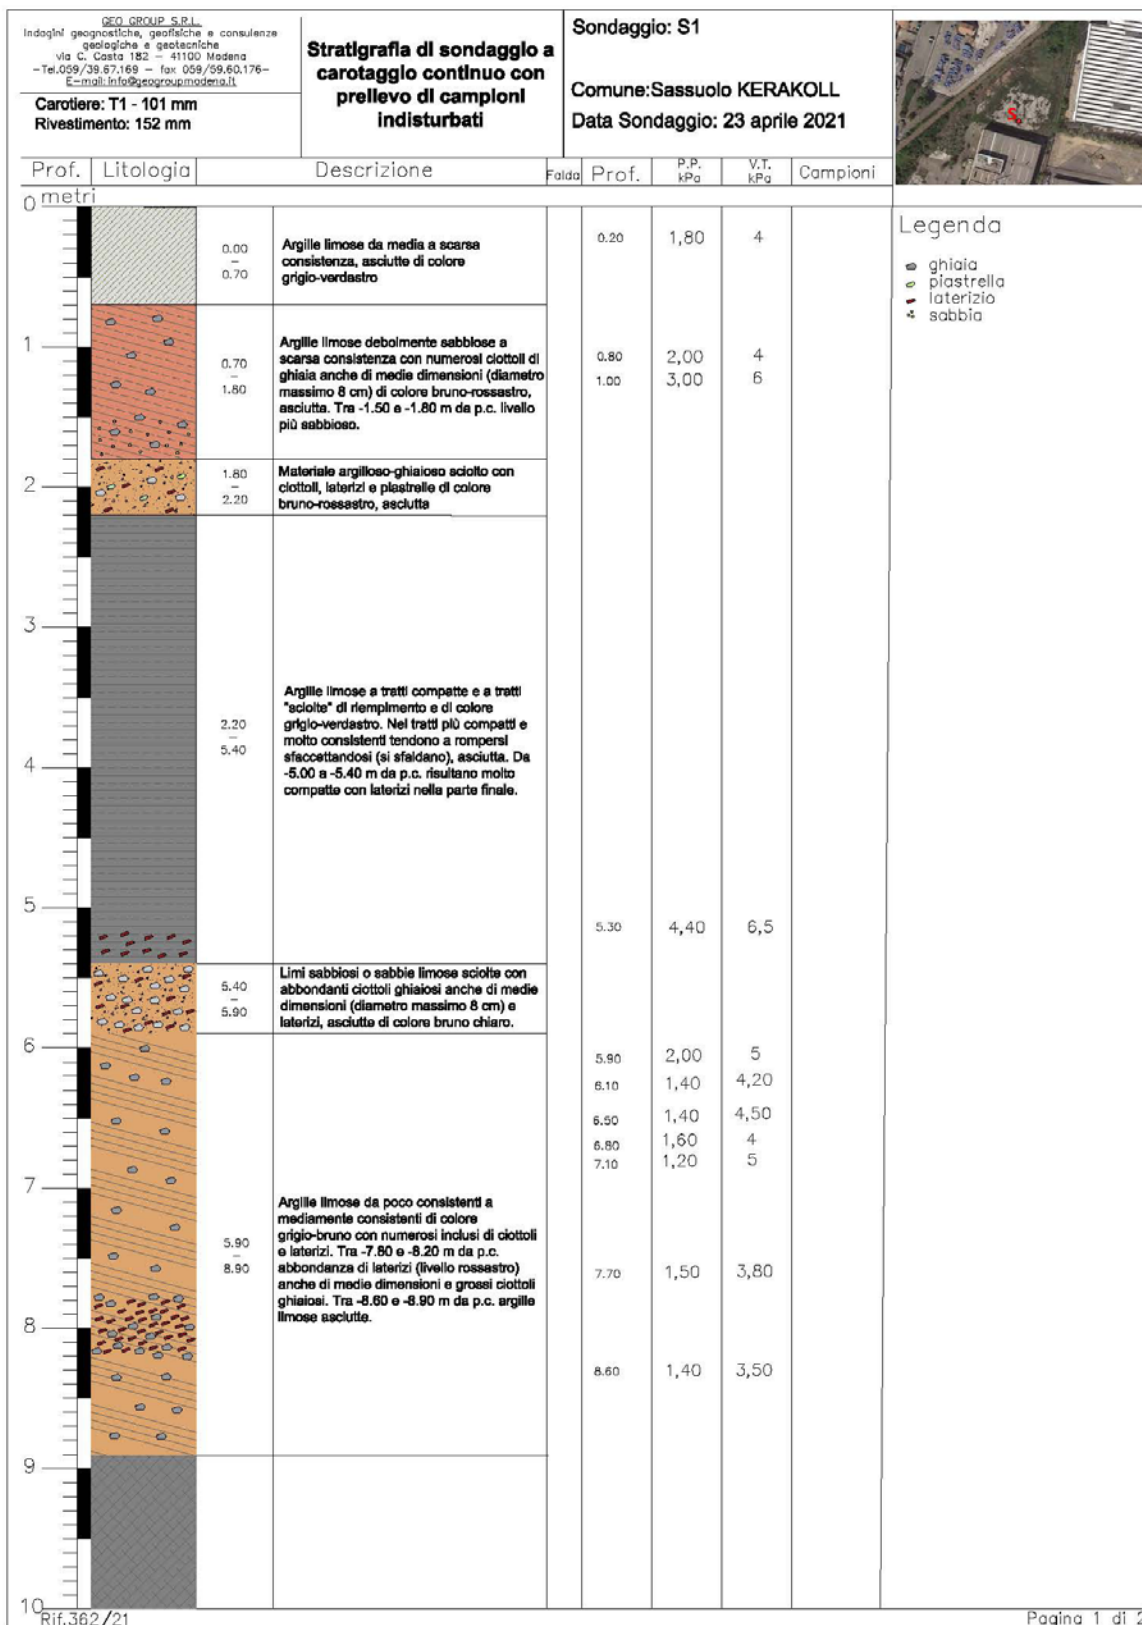 GEO GROUP S.R.L.
Indagini geognostiche, geofisiche e consulenze
geologiche e geotecniche
via C. Costa 182 - 41100 Modena
-Tel.059/39.67.169 - fax 059/59.60.176-
E-mail:info@geogroupmodena.it
Carotiere: T1 - 101 mm
Rivestimento: 152 mm
Stratigrafia di sondaggio a
carotaggio continuo con
prelievo di campioni
indisturbati
Sondaggio: S1
Comune:Sassuolo KERAKOLL
Data Sondaggio: 23 aprile 2021
S1
Prof. Litologia Descrizione Falda Prof. P.P. kPa V.T. kPa Campioni
metri
0
Legenda
ghiaia
piastrella
laterizio
sabbia
0.00
–
0.70
Argille limose da media a scarsa
consistenza, asciutte di colore
grigio-verdastro
0.20 1,80 4
1
0.70
–
1.80
Argille limose debolmente sabbiose a
scarsa consistenza con numerosi ciottoli di
ghiaia anche di medie dimensioni (diametro
massimo 8 cm) di colore bruno-rossastro,
asciutta. Tra -1.50 e -1.80 m da p.c. livello
più sabbioso.
0.80 2,00 4
1.00 3,00 6
2
1.80
–
2.20
Materiale argilloso-ghiaioso sciolto con
ciottoli, laterizi e piastrelle di colore
bruno-rossastro, asciutta
3
4
2.20
–
5.40
Argille limose a tratti compatte e a tratti
"sciolte" di riempimento e di colore
grigio-verdastro. Nei tratti più compatti e
molto consistenti tendono a rompersi
sfaccettandosi (si sfaldano), asciutta. Da
-5.00 a -5.40 m da p.c. risultano molto
compatte con laterizi nella parte finale.
5
5.30 4,40 6,5
5.40
–
5.90
Limi sabbiosi o sabbie limose sciolte con
abbondanti ciottoli ghiaiosi anche di medie
dimensioni (diametro massimo 8 cm) e
laterizi, asciutte di colore bruno chiaro.
6
5.90 2,00 5
6.10 1,40 4,20
6.50 1,40 4,50
6.80 1,60 4
7.10 1,20 5
7
5.90
–
8.90
Argille limose da poco consistenti a
mediamente consistenti di colore
grigio-bruno con numerosi inclusi di ciottoli
e laterizi. Tra -7.80 e -8.20 m da p.c.
abbondanza di laterizi (livello rossastro)
anche di medie dimensioni e grossi ciottoli
ghiaiosi. Tra -8.60 e -8.90 m da p.c. argille
limose asciutte.
7.70 1,50 3,80
8
8.60 1,40 3,50
9
10
Rif.362/21
Pagina 1 di 2